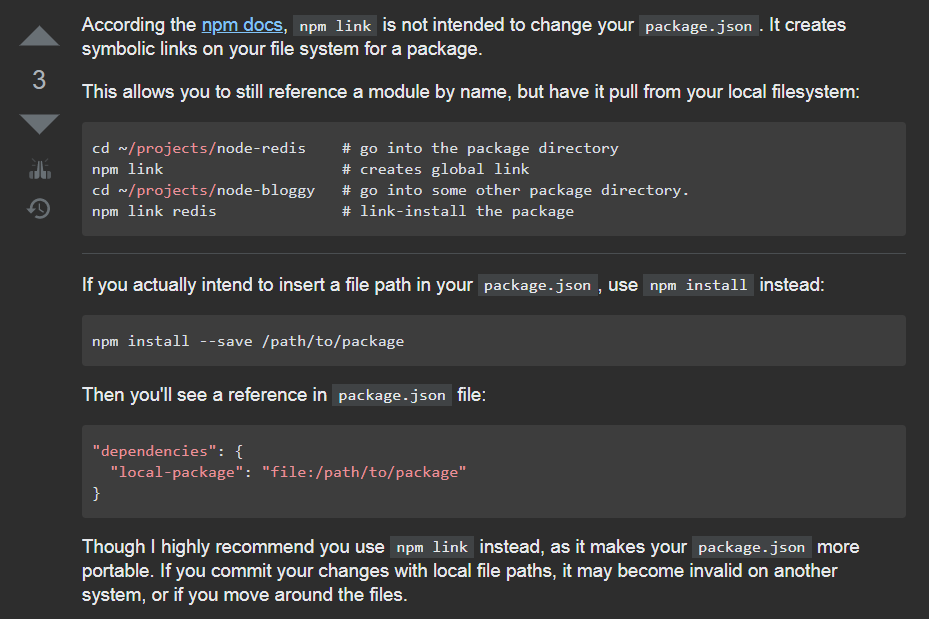 According the npm docs, npm link is not intended to change your package.json. It creates
symbolic links on your file system for a package.
3
This allows you to still reference a module by name, but have it pull from your local filesystem:
cd ~/projects/node-redis    # go into the package directory
npm link                    # creates global link
cd ~/projects/node-bloggy   # go into some other package directory.
npm link redis              # link-install the package
If you actually intend to insert a file path in your package.json, use npm install instead:
npm install --save /path/to/package
Then you'll see a reference in package.json file:
"dependencies": {
  "local-package": "file:/path/to/package"
}
Though I highly recommend you use npm link instead, as it makes your package.json more
portable. If you commit your changes with local file paths, it may become invalid on another
system, or if you move around the files.